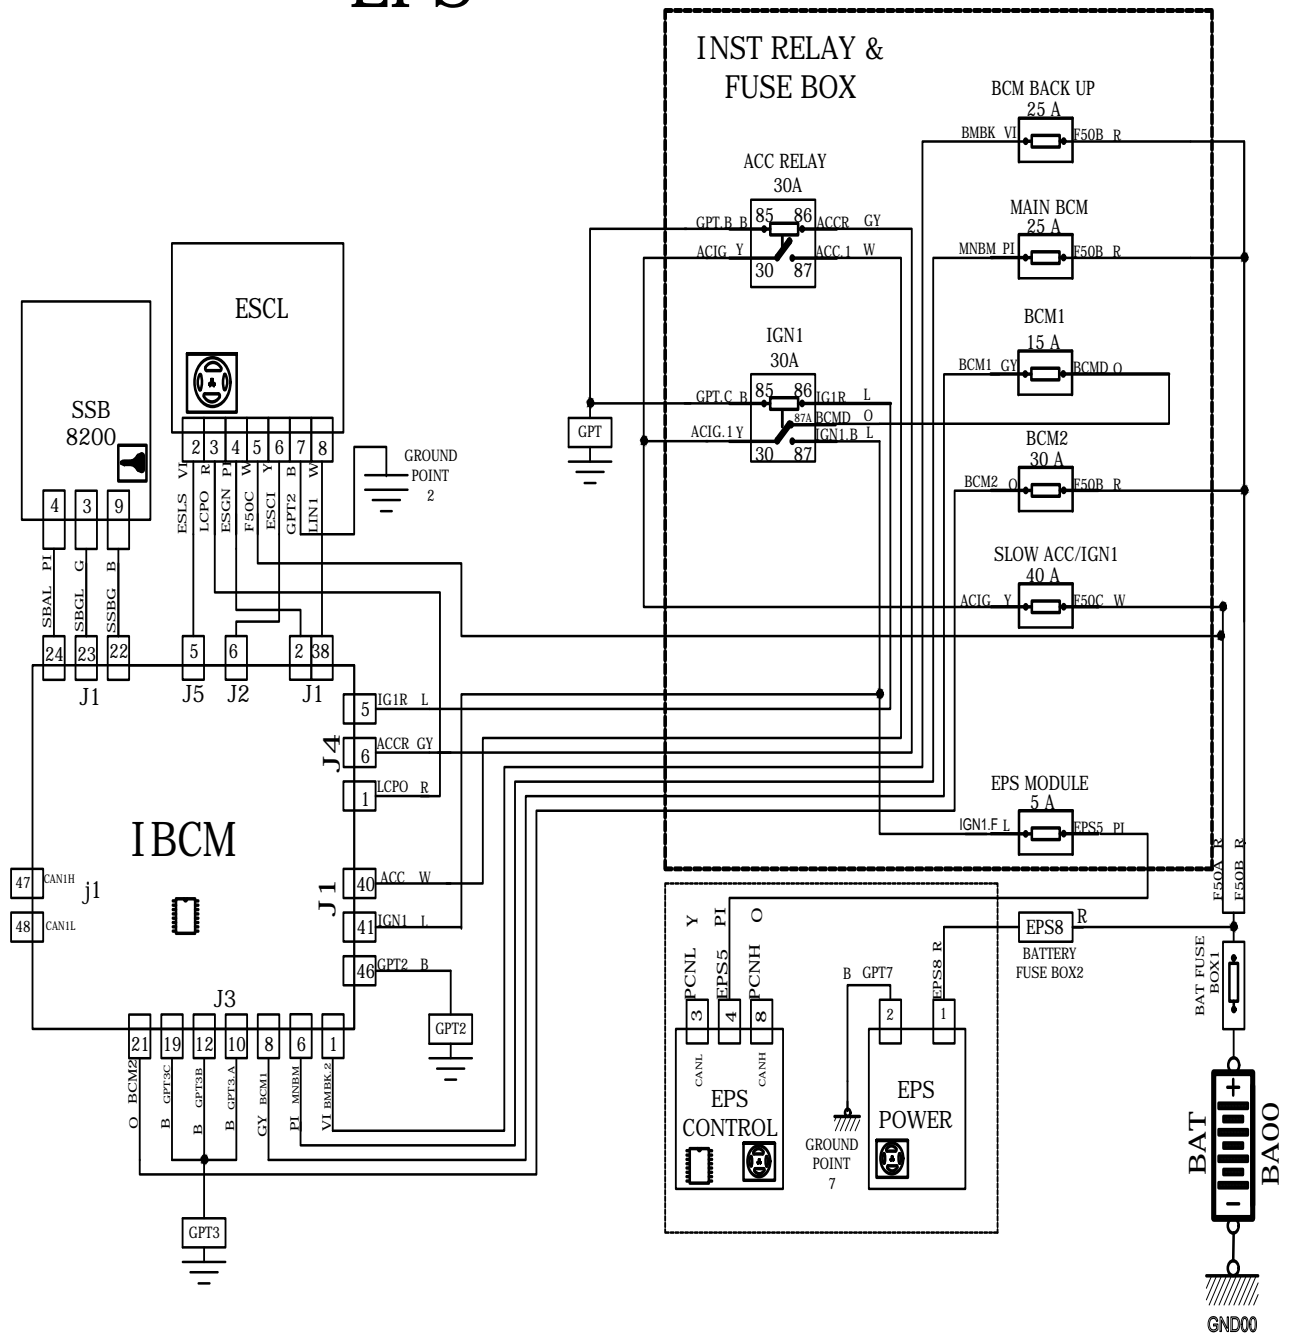 EPS
INST RELAY &
FUSE BOX
BCM BACK UP
25 A
BMBK VI
F50B R
ACC RELAY
30A
85 86
GPT.B B
ACCR GY
ACIG Y
ACC.1 W
30 87
MAIN BCM
25 A
MNBM PI
F50B R
BCM1
15 A
BCM1 GY
BCMD O
IGN1
30A
85 86
GPT.C B
IG1R L
87A
BCMD O
ACIG.1 Y
IGN1.B L
30 87
GPT
BCM2
30 A
BCM2 O
F50B R
SLOW ACC/IGN1
40 A
ACIG Y
F50C W
EPS MODULE
5 A
IGN1.F L
EPS5 PI
F50A R
F50B R
ESCL
2 3 4 5 6 7 8
ESLS VI
LCPO R
ESGN PI
F50C W
ESCI Y
GPT2 B
LIN1 W
GROUND
POINT
2
SSB
8200
4 3 9
SBAL PI
SBGL G
SSBG B
24 23 22
J1
5
J5
6
J2
2 38
J1
5 IG1R L
J4
6 ACCR GY
1 LCPO R
IBCM
47 CAN1H
j1
48 CAN1L
J1
40 ACC W
41 IGN1 L
46 GPT2 B
GPT2
J3
21 19 12 10 8 6 1
O BCM2
B GPT3C
B GPT3B
B GPT3.A
GY BCM1
PI MNBM
VI BMBK.2
GPT3
PCNL Y
EPS5 PI
PCNH O
3 4 8
CANL
CANH
EPS
CONTROL
B GPT7
EPS8 R
2 1
EPS
POWER
GROUND
POINT
7
EPS8 R
BATTERY
FUSE BOX2
BAT FUSE
BOX1
+
BAT
BA00
-
GND00